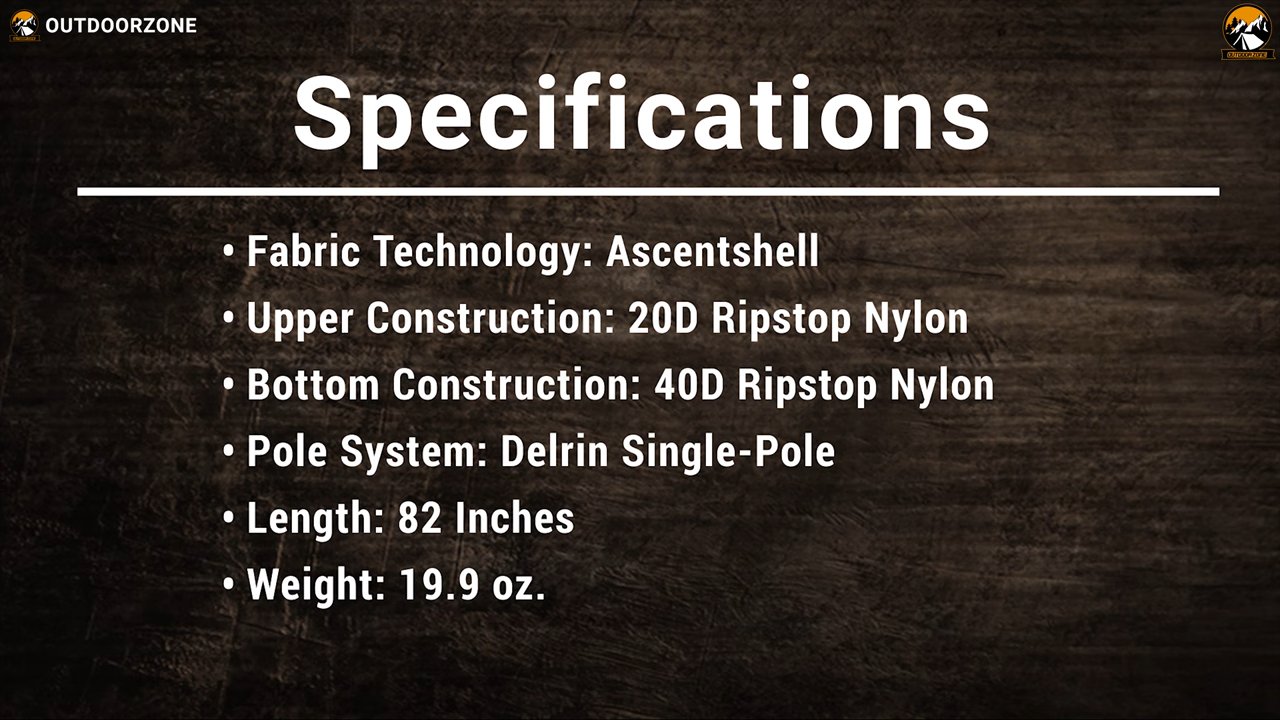 OUTDOORZONE
OUTDOORZONE
Specifications
• Fabric Technology: Ascentshell
• Upper Construction: 20D Ripstop Nylon
• Bottom Construction: 40D Ripstop Nylon
• Pole System: Delrin Single-Pole
• Length: 82 Inches
• Weight: 19.9 oz.